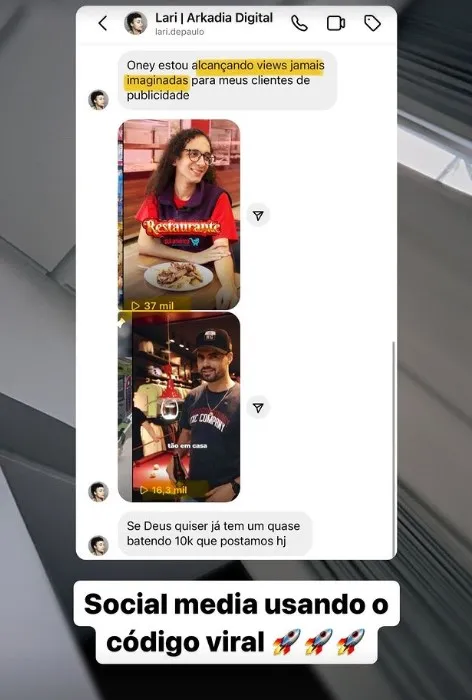 Lari | Arkadia Digital
lari.depaulo
Oney estou alcançando views jamais
imaginadas para meus clientes de
publicidade
Restaurante
37 mil
COMPANY
tão em casa
16,3 mil
Se Deus quiser já tem um quase
batendo 10k que postamos hj
Social media usando o
código viral 🚀🚀🚀